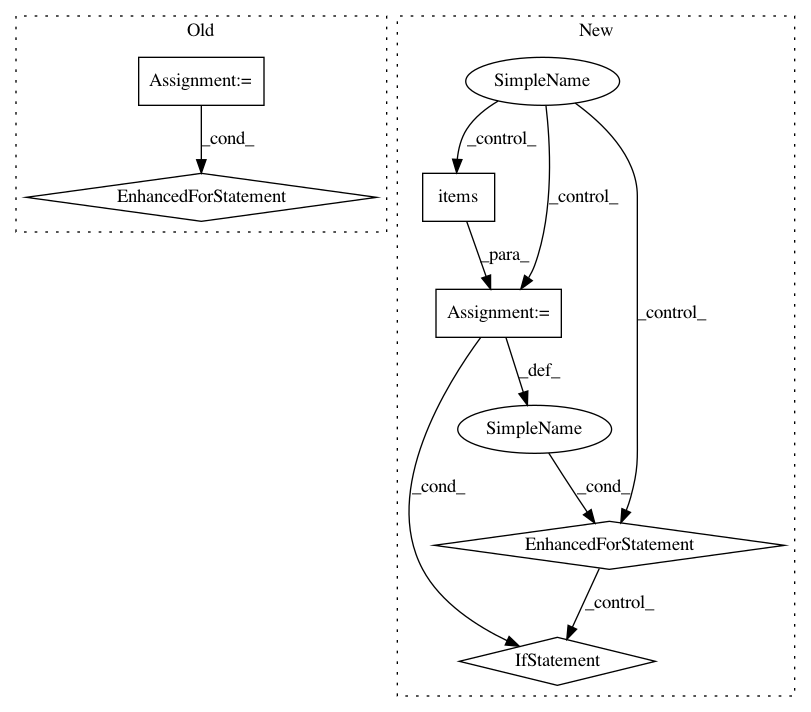 Old
New
Assignment:=
SimpleName
_cond_
_control_
EnhancedForStatement
items
_control_
_para_
Assignment:=
_control_
_def_
SimpleName
_cond_
_cond_
EnhancedForStatement
_control_
IfStatement